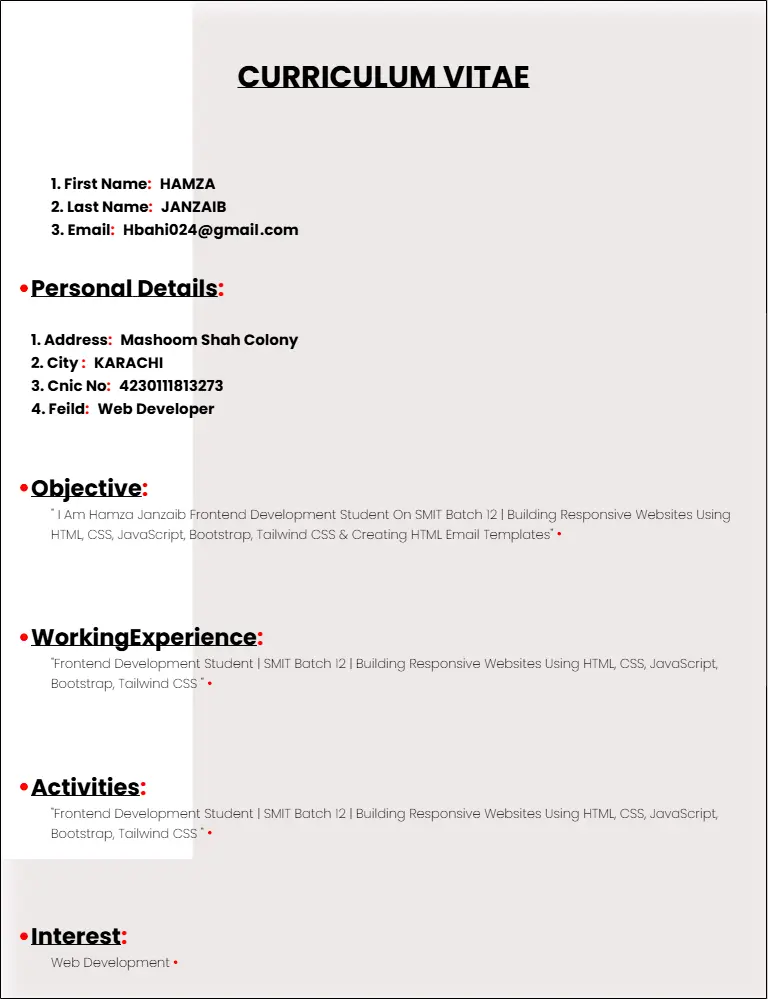 CURRICULUM VITAE
1. First Name: HAMZA
2. Last Name: JANZAIB
3. Email: Hbahi024@gmail.com
•Personal Details:
1. Address: Mashoom Shah Colony
2. City : KARACHI
3. Cnic No: 4230111813273
4. Feild: Web Developer
•Objective:
" I Am Hamza Janzaib Frontend Development Student On SMIT Batch 12 | Building Responsive Websites Using
HTML, CSS, JavaScript, Bootstrap, Tailwind CSS & Creating HTML Email Templates" •
•WorkingExperience:
"Frontend Development Student | SMIT Batch 12 | Building Responsive Websites Using HTML, CSS, JavaScript,
Bootstrap, Tailwind CSS " •
•Activities:
"Frontend Development Student | SMIT Batch 12 | Building Responsive Websites Using HTML, CSS, JavaScript,
Bootstrap, Tailwind CSS " •
•Interest:
Web Development •